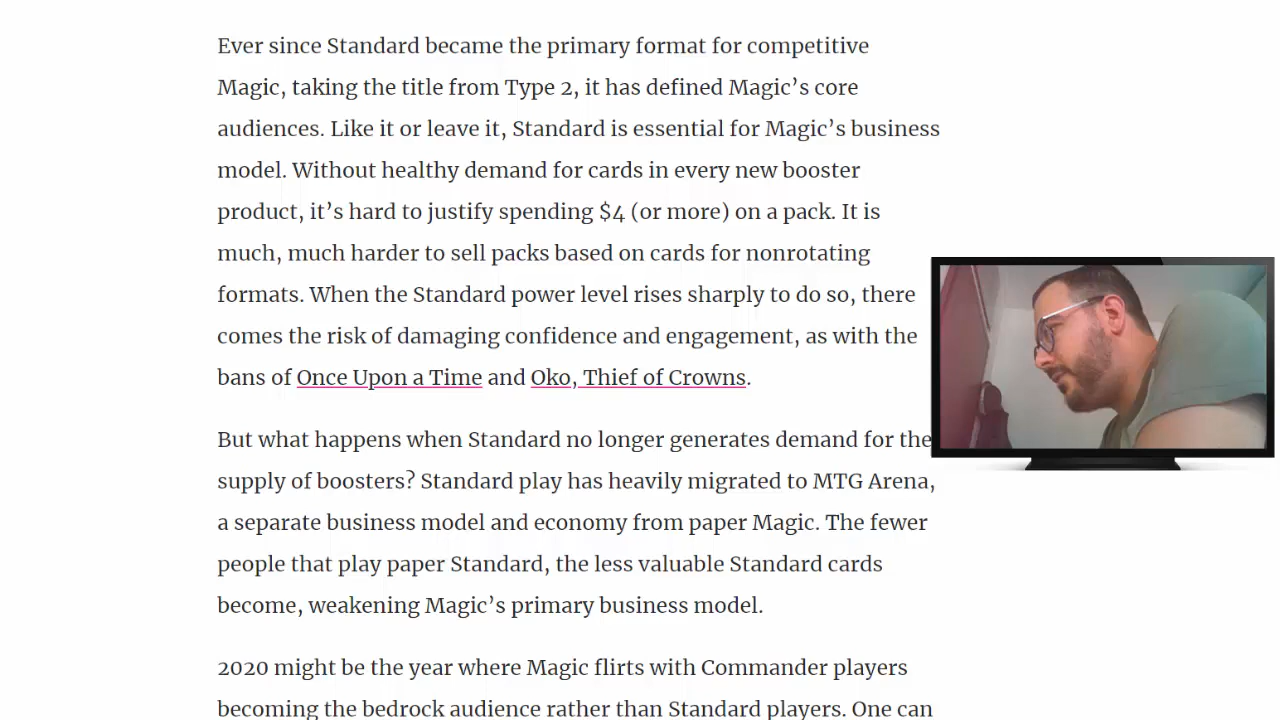 Ever since Standard became the primary format for competitive
Magic, taking the title from Type 2, it has defined Magic’s core
audiences. Like it or leave it, Standard is essential for Magic’s business
model. Without healthy demand for cards in every new booster
product, it’s hard to justify spending $4 (or more) on a pack. It is
much, much harder to sell packs based on cards for nonrotating
formats. When the Standard power level rises sharply to do so, there
comes the risk of damaging confidence and engagement, as with the
bans of Once Upon a Time and Oko, Thief of Crowns.
But what happens when Standard no longer generates demand for the
supply of boosters? Standard play has heavily migrated to MTG Arena,
a separate business model and economy from paper Magic. The fewer
people that play paper Standard, the less valuable Standard cards
become, weakening Magic’s primary business model.
2020 might be the year where Magic flirts with Commander players
becoming the bedrock audience rather than Standard players. One can